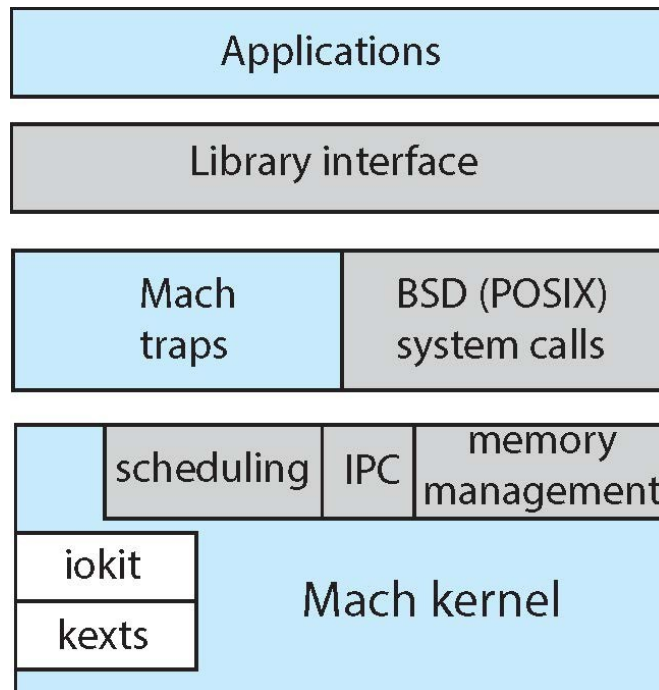 Applications
Library interface
Mach
traps
BSD (POSIX)
system calls
scheduling
IPC
memory
management
iokit
kexts
Mach kernel